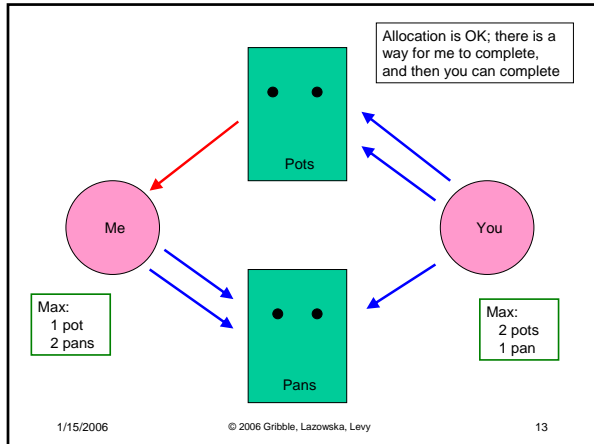 Allocation is OK; there is a
way for me to complete,
and then you can complete
Pots
Me
You
Max:
1 pot
2 pans
Max:
2 pots
1 pan
Pans
1/15/2006
© 2006 Gribble, Lazowska, Levy
13